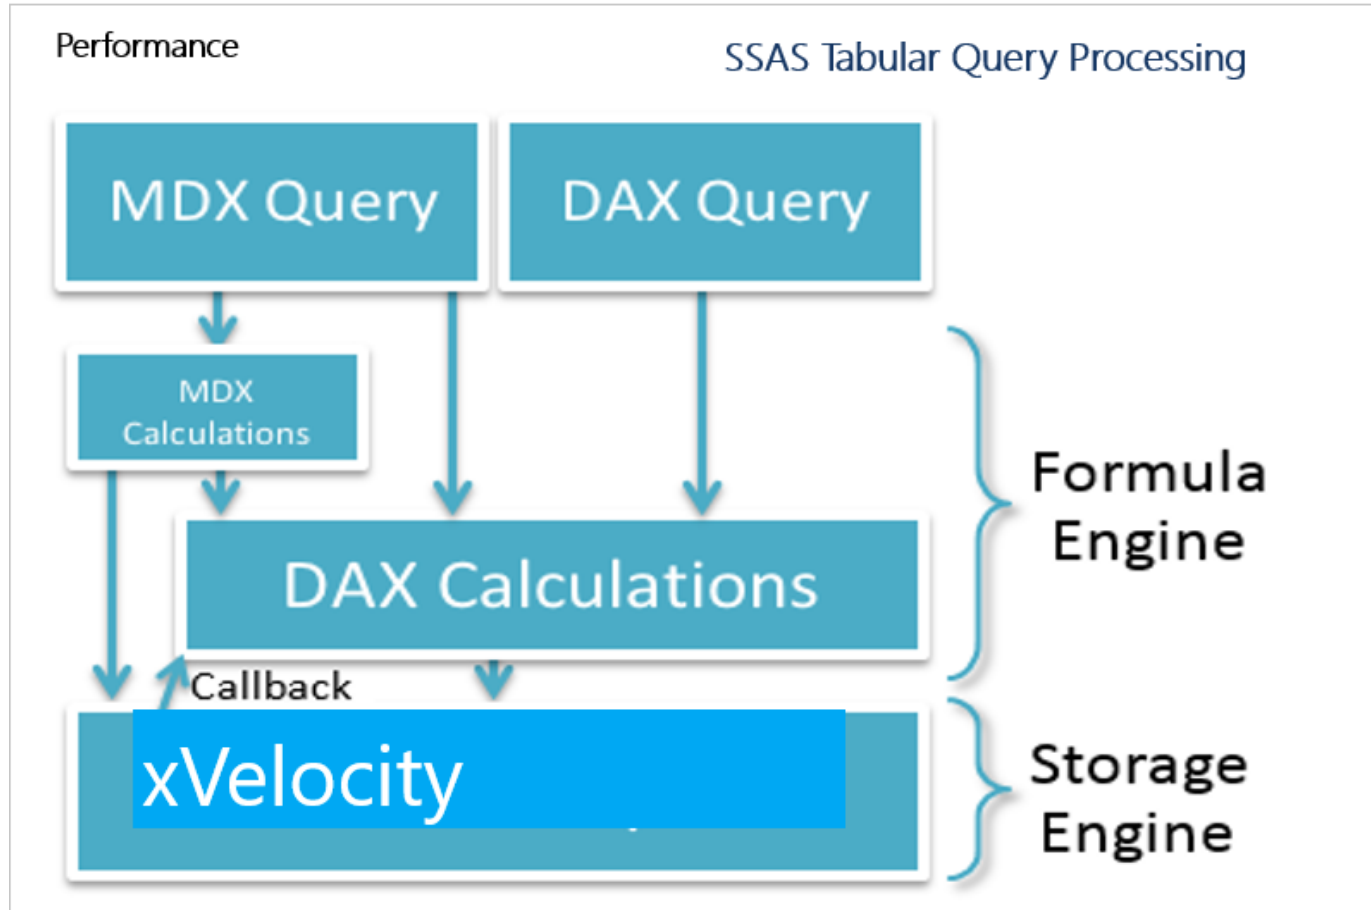 Performance
SSAS Tabular Query Processing
MDX Query
DAX Query
MDX
Calculations
Formula
Engine
DAX Calculations
Callback
xVelocity
Storage
Engine